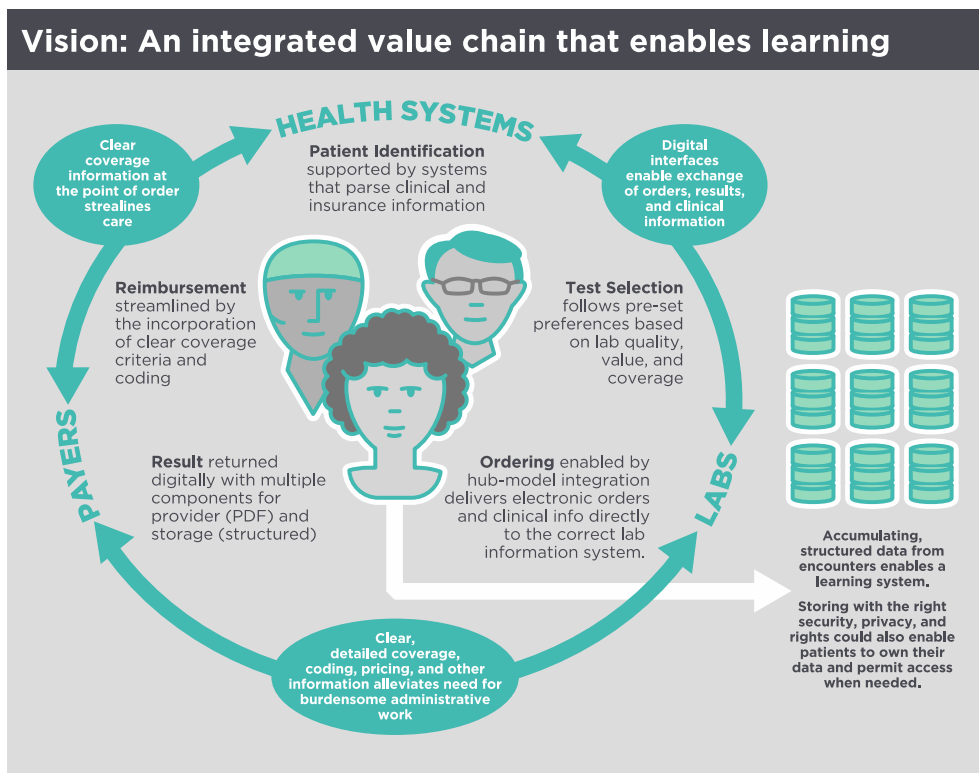 Vision: An integrated value chain that enables learning
HEALTH SYSTEMS
Clear
coverage
information at
the point of order
strealines
care
Patient Identification
supported by systems
that parse clinical and
insurance information
Digital
interfaces
enable exchange
of orders, results,
and clinical
information
Reimbursement
streamlined by
the incorporation
of clear coverage
criteria and
coding
Test Selection
follows pre-set
preferences based
on lab quality,
value, and
coverage
PAYERS
LABS
Result returned
digitally with multiple
components for
provider (PDF) and
storage (structured)
Ordering enabled by
hub-model integration
delivers electronic orders
and clinical info directly
to the correct lab
information system.
Accumulating,
structured data from
encounters enables a
learning system.
Storing with the right
security, privacy, and
rights could also enable
patients to own their
data and permit access
when needed.
Clear,
detailed coverage,
coding, pricing, and other
information alleviates need for
burdensome administrative
work